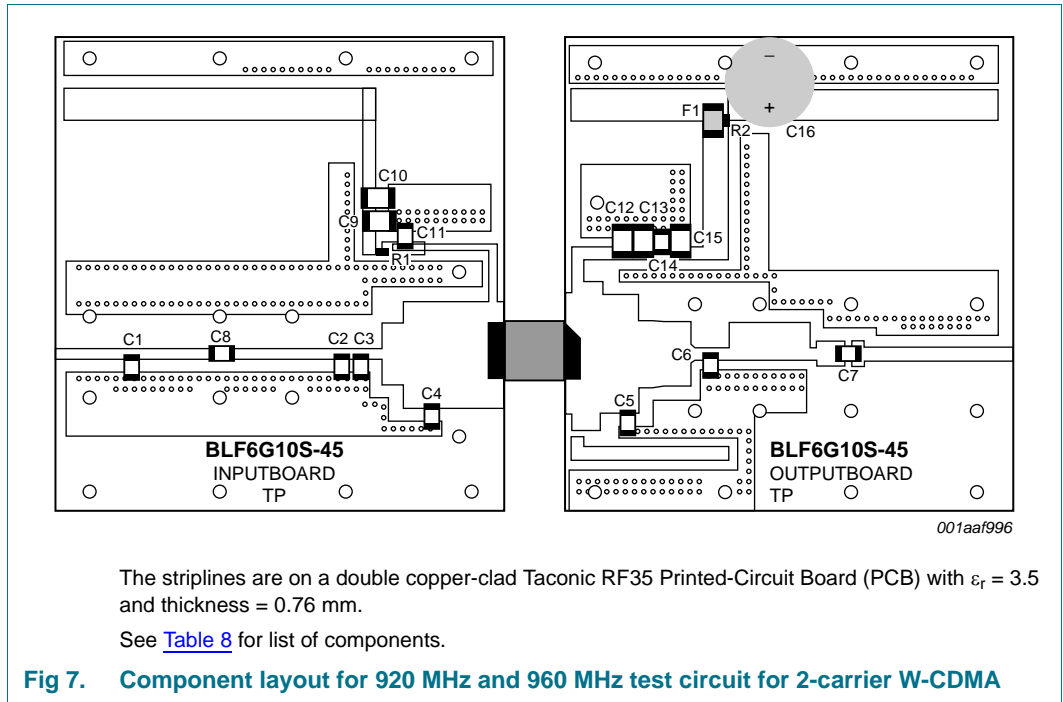 −
+
F1
R2
C16
C10
C9
C11
R1
C12 C13
C15
C14
C1
C8
C2 C3
C4
C6
C7
C5
BLF6G10S-45
INPUTBOARD
TP
BLF6G10S-45
OUTPUTBOARD
TP
001aaf996
The striplines are on a double copper-clad Taconic RF35 Printed-Circuit Board (PCB) with εr = 3.5
and thickness = 0.76 mm.
See Table 8 for list of components.
Fig 7. Component layout for 920 MHz and 960 MHz test circuit for 2-carrier W-CDMA